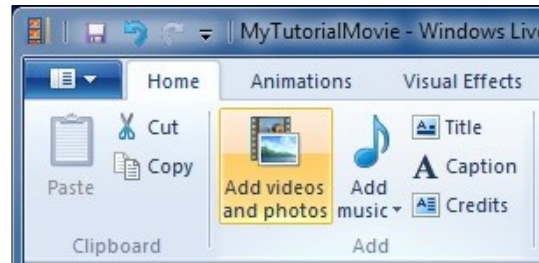 MyTutorialMovie - Windows Liv
Home Animations Visual Effects
Paste
Cut
Copy
Clipboard
Add videos
and photos
Add
music
Title
Caption
Credits
Add